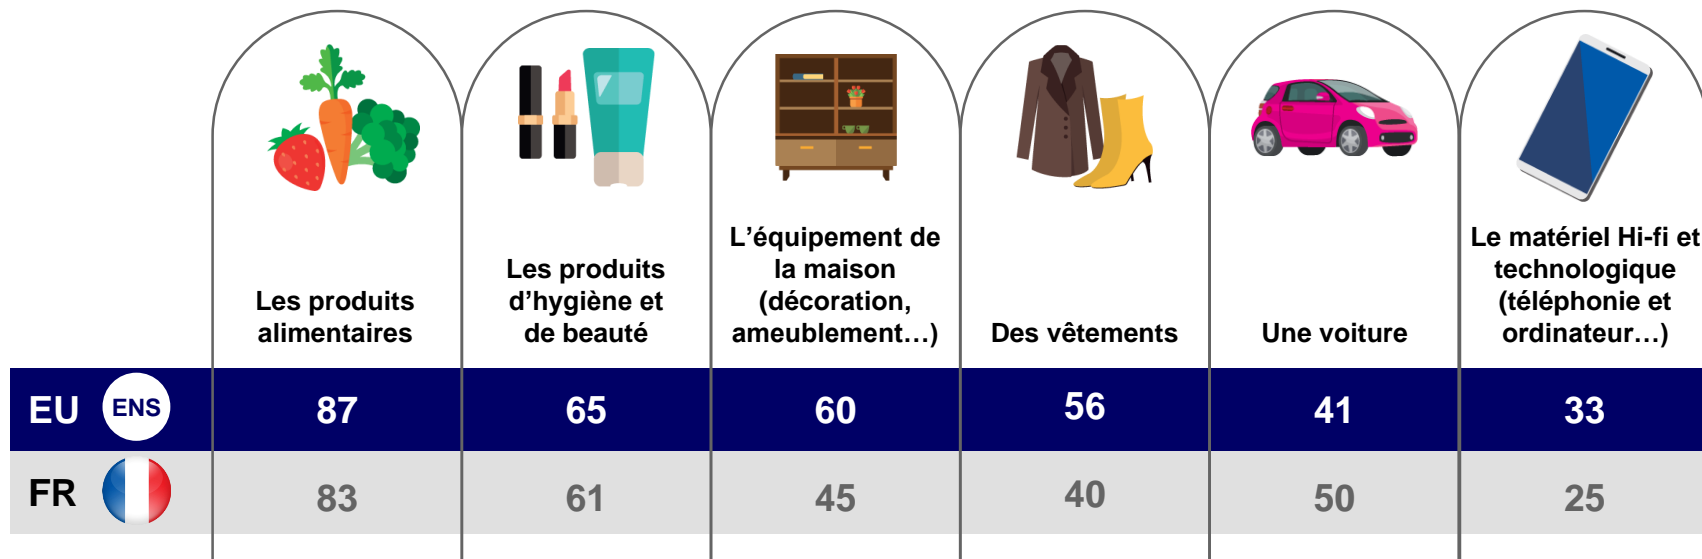 Les produits
alimentaires
Les produits
d’hygiène et
de beauté
L’équipement de
la maison
(décoration,
ameublement…)
Des vêtements
Une voiture
Le matériel Hi-fi et
technologique
(téléphonie et
ordinateur…)
EU ENS 87 65 60 56 41 33
FR 83 61 45 40 50 25